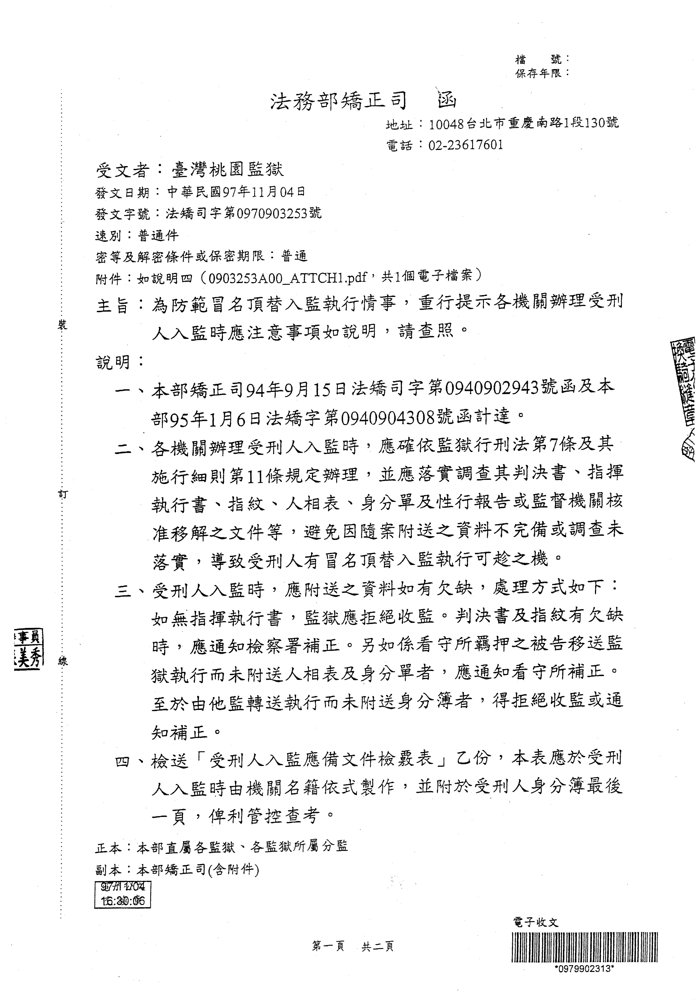 檔　　號：
保存年限：
法務部矯正司　函
地址：10048台北市重慶南路1段130號
電話：02-23617601
受文者：臺灣桃園監獄
發文日期：中華民國97年11月04日
發文字號：法矯司字第0970903253號
速別：普通件
密等及解密條件或保密期限：普通
附件：如說明四（0903253A00_ATTCH1.pdf，共1個電子檔案）
主旨：為防範冒名頂替入監執行情事，重行提示各機關辦理受刑
人入監時應注意事項如說明，請查照。
說明：
一、本部矯正司94年9月15日法矯司字第0940902943號函及本
部95年1月6日法矯字第0940904308號函計達。
二、各機關辦理受刑人入監時，應確依監獄行刑法第7條及其
施行細則第11條規定辦理，並應落實調查其判決書、指揮
執行書、指紋、人相表、身分單及性行報告或監督機關核
准移解之文件等，避免因隨案附送之資料不完備或調查未
落實，導致受刑人有冒名頂替入監執行可趁之機。
三、受刑人入監時，應附送之資料如有欠缺，處理方式如下：
如無指揮執行書，監獄應拒絕收監。判決書及指紋有欠缺
時，應通知檢察署補正。另如係看守所羈押之被告移送監
獄執行而未附送人相表及身分單者，應通知看守所補正。
至於由他監轉送執行而未附送身分簿者，得拒絕收監或通
知補正。
四、檢送「受刑人入監應備文件檢覈表」乙份，本表應於受刑
人入監時由機關名籍依式製作，並附於受刑人身分簿最後
一頁，俾利管控查考。
正本：本部直屬各監獄、各監獄所屬分監
副本：本部矯正司(含附件)
97/11/04
16:30:06
電子收文
第一頁　共二頁
*0979902313*
裝
訂
線
事員
美秀
電子
換騎縫章